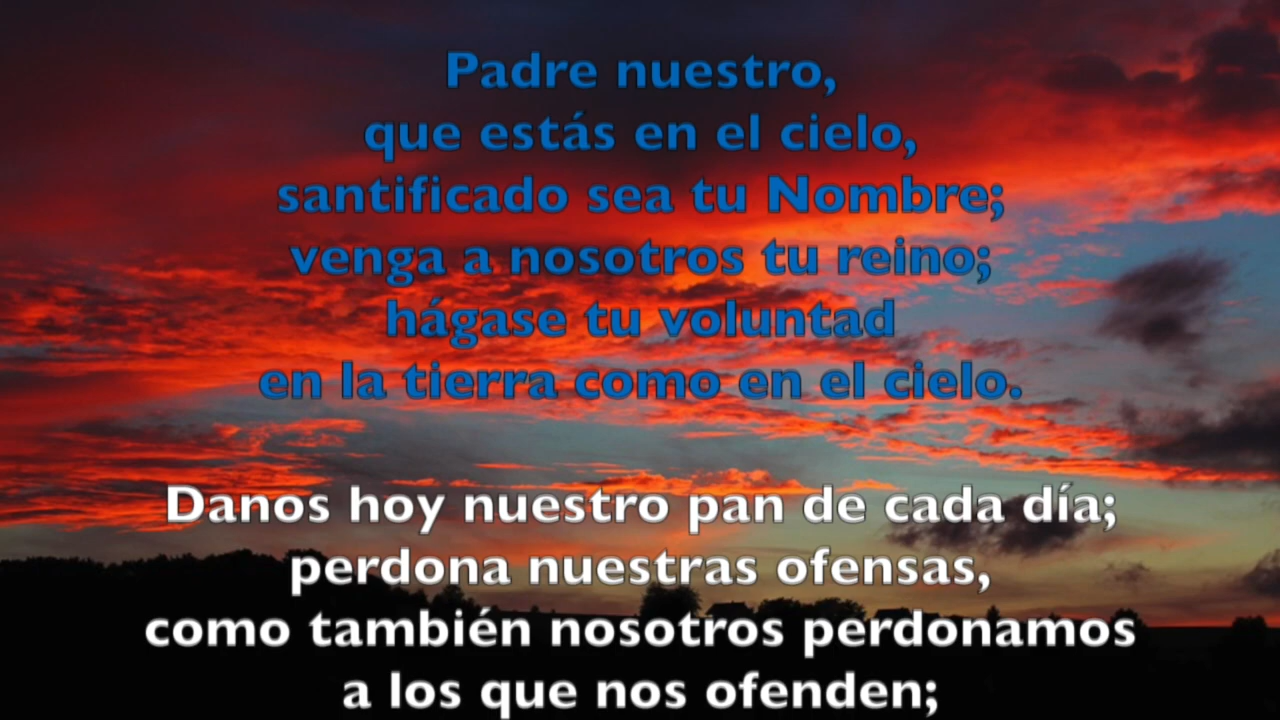 Padre nuestro,
que estás en el cielo,
santificado sea tu Nombre;
venga a nosotros tu reino;
hágase tu voluntad
en la tierra como en el cielo.
Danos hoy nuestro pan de cada día;
perdona nuestras ofensas,
como también nosotros perdonamos
a los que nos ofenden;